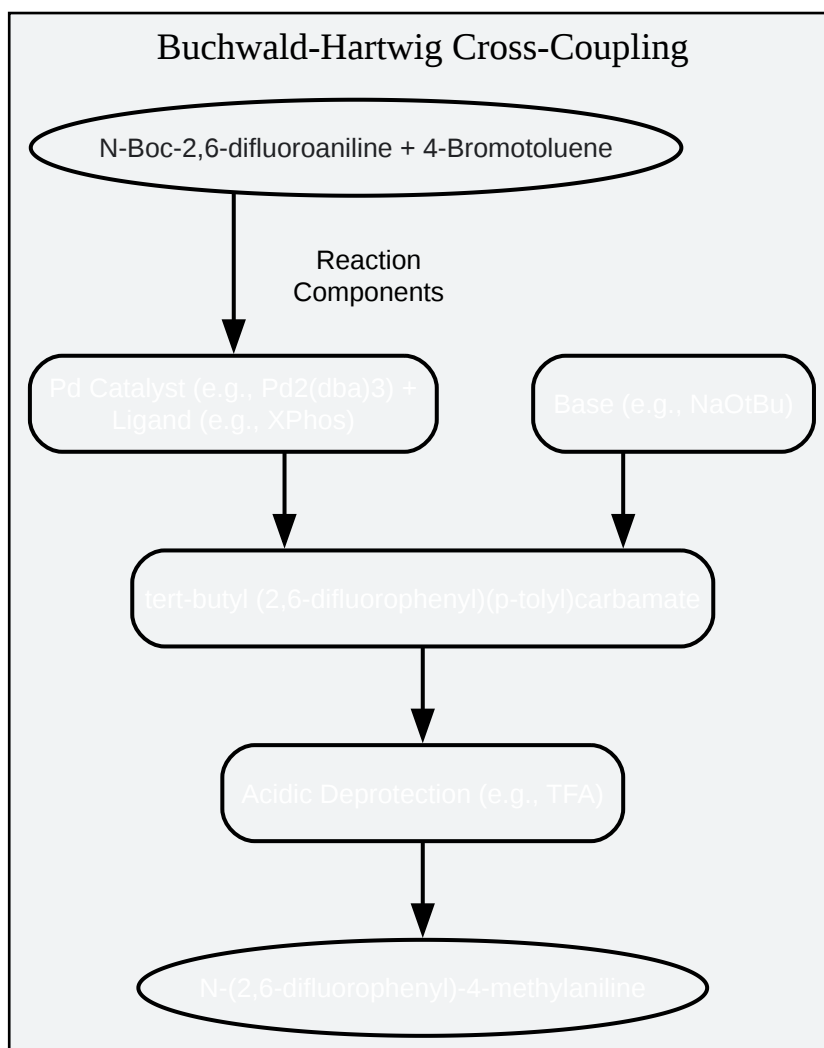 Buchwald-Hartwig Cross-Coupling
N-Boc-2,6-difluoroaniline + 4-Bromotoluene
Reaction
Components
Pd Catalyst (e.g., Pd2(dba)3) +
Ligand (e.g., XPhos)
Base (e.g., NaOtBu)
tert-butyl (2,6-difluorophenyl)(p-tolyl)carbamate
Acidic Deprotection (e.g., TFA)
N-(2,6-difluorophenyl)-4-methylaniline